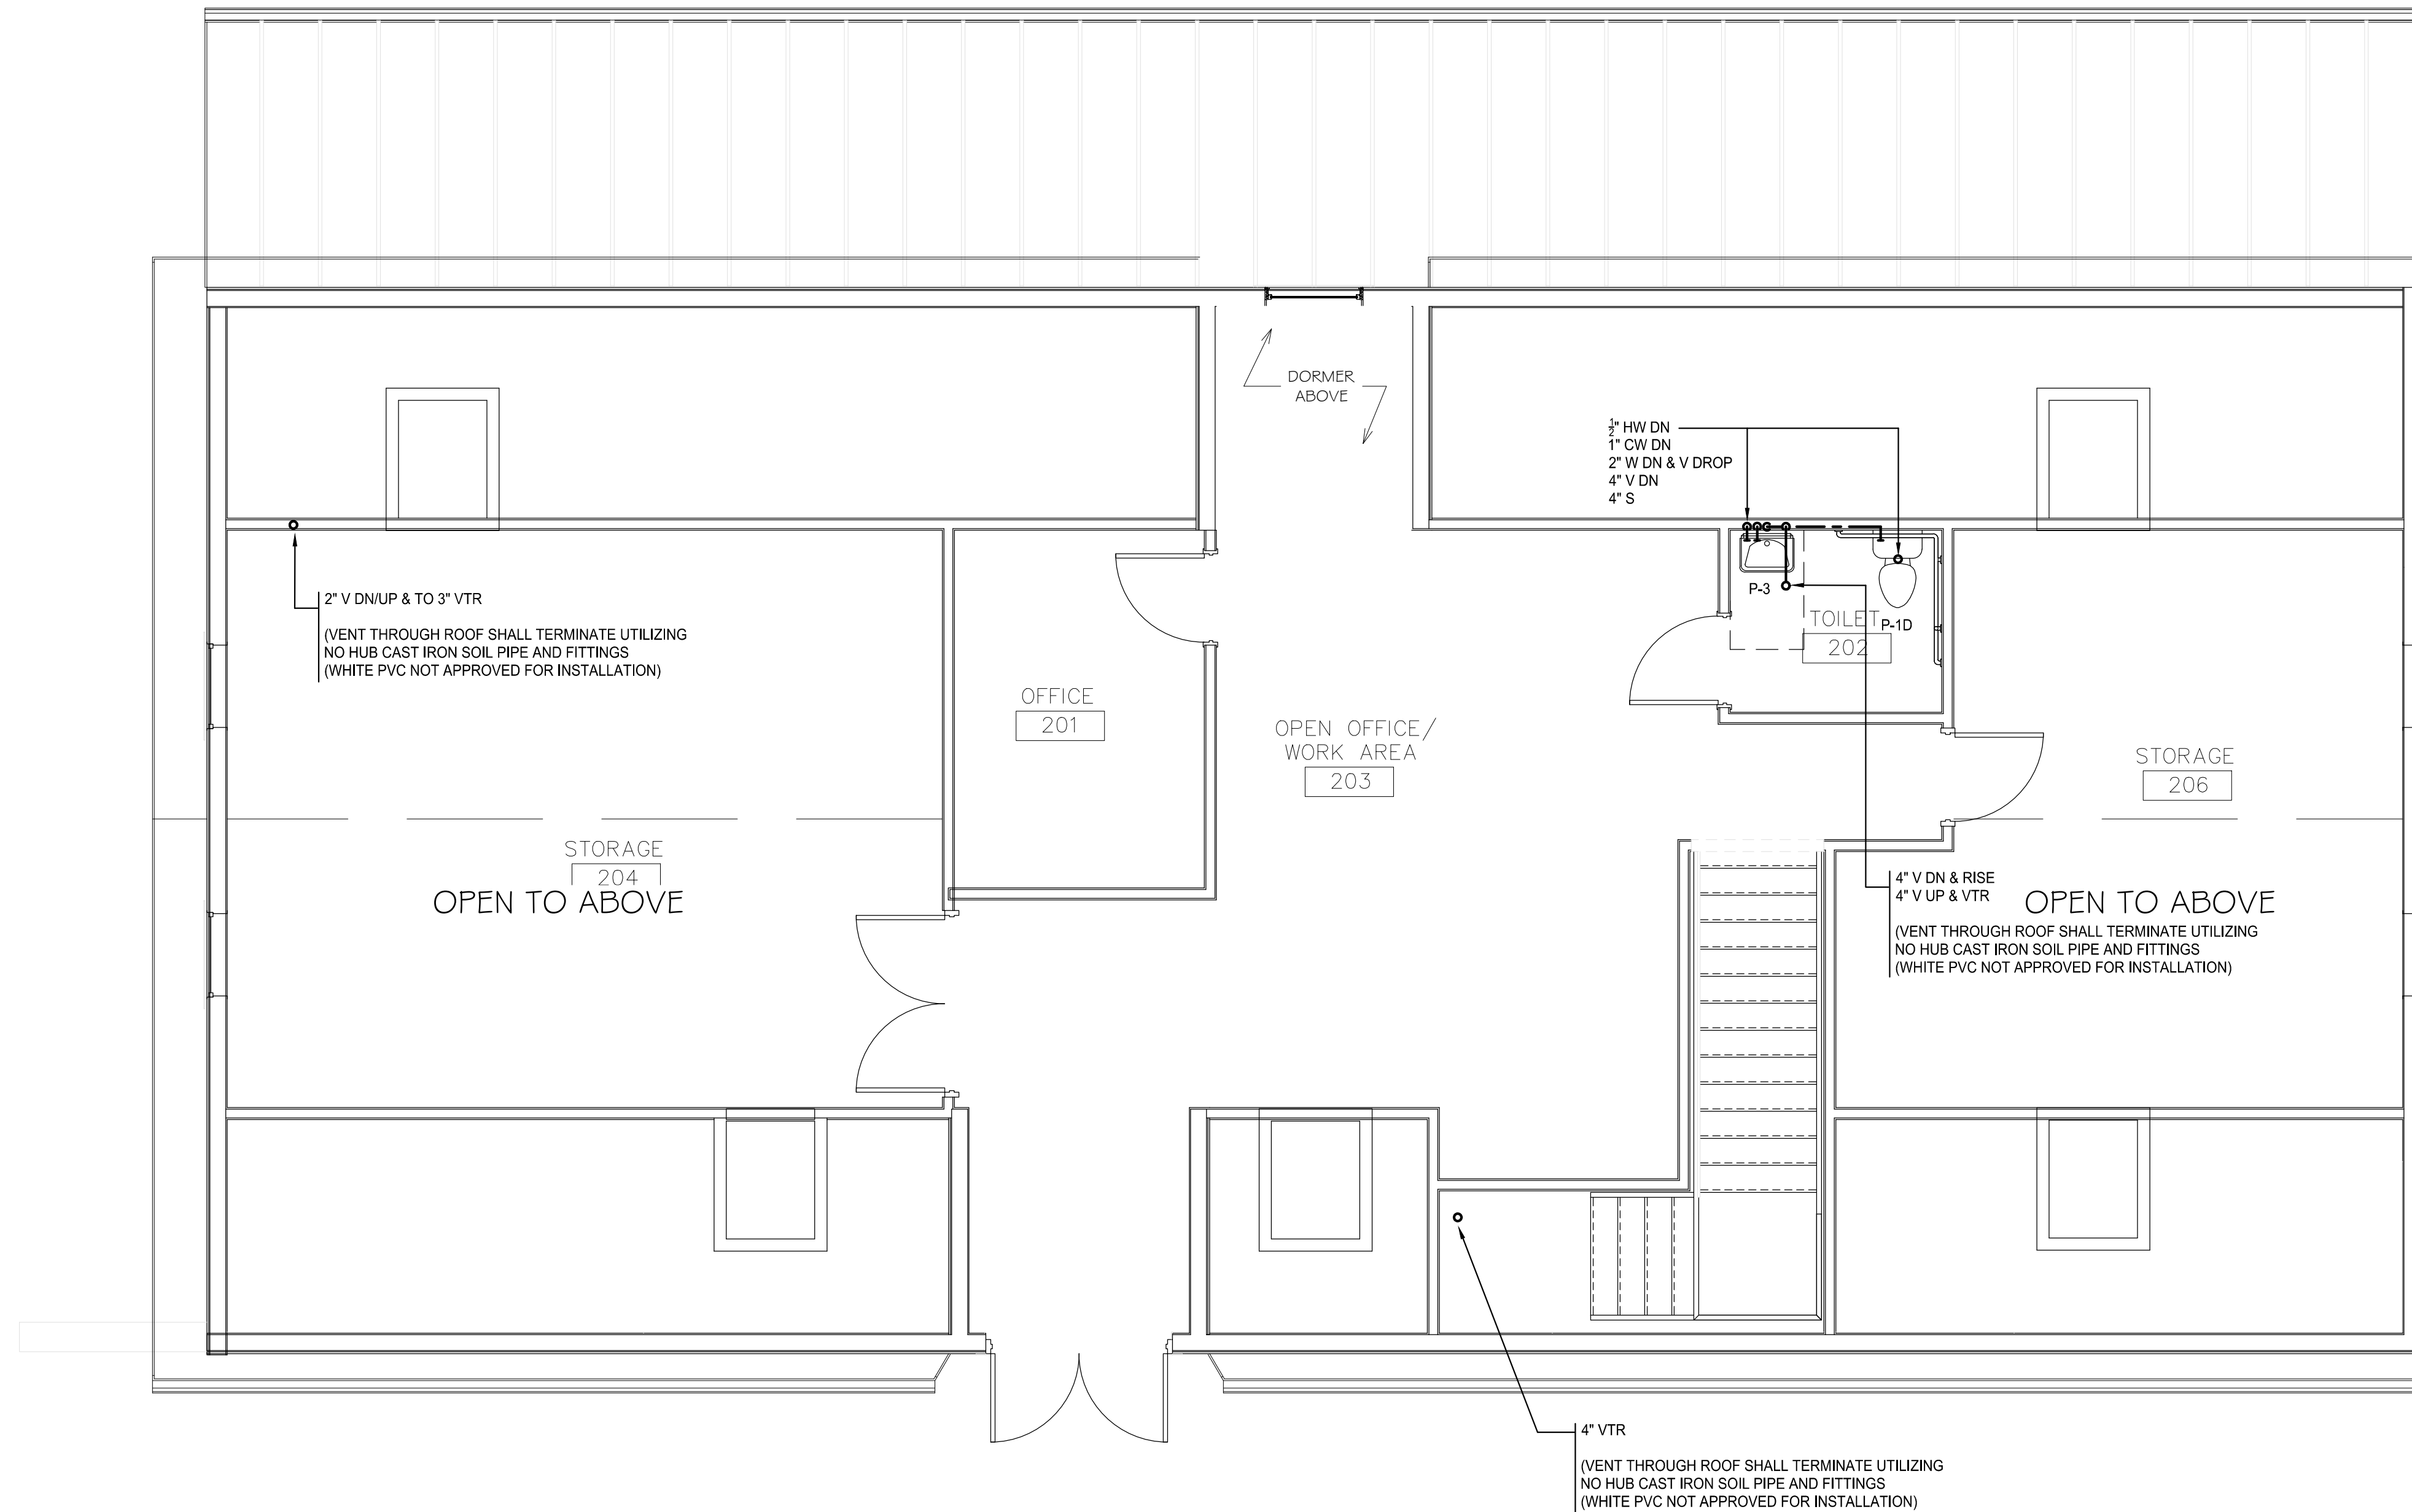 DORMER
ABOVE
½" HW DN
1" CW DN
2" W DN & V DROP
4" V DN
4" S
2" V DN/UP & TO 3" VTR
(VENT THROUGH ROOF SHALL TERMINATE UTILIZING
NO HUB CAST IRON SOIL PIPE AND FITTINGS
(WHITE PVC NOT APPROVED FOR INSTALLATION)
P-3
TOILET
202
P-1D
OFFICE
201
OPEN OFFICE/
WORK AREA
203
STORAGE
206
STORAGE
204
OPEN TO ABOVE
4" V DN & RISE
4" V UP & VTR
OPEN TO ABOVE
(VENT THROUGH ROOF SHALL TERMINATE UTILIZING
NO HUB CAST IRON SOIL PIPE AND FITTINGS
(WHITE PVC NOT APPROVED FOR INSTALLATION)
4" VTR
(VENT THROUGH ROOF SHALL TERMINATE UTILIZING
NO HUB CAST IRON SOIL PIPE AND FITTINGS
(WHITE PVC NOT APPROVED FOR INSTALLATION)